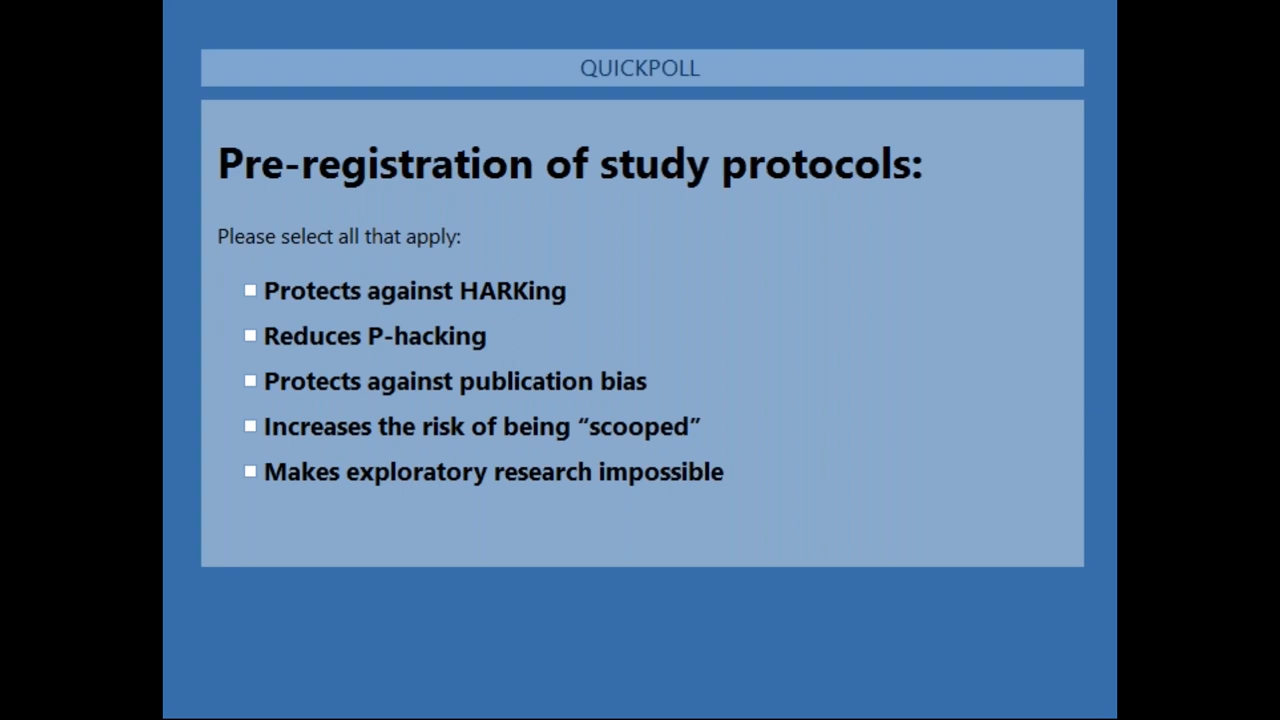 QUICKPOLL
Pre-registration of study protocols:
Please select all that apply:
Protects against HARKing
Reduces P-hacking
Protects against publication bias
Increases the risk of being “scooped”
Makes exploratory research impossible